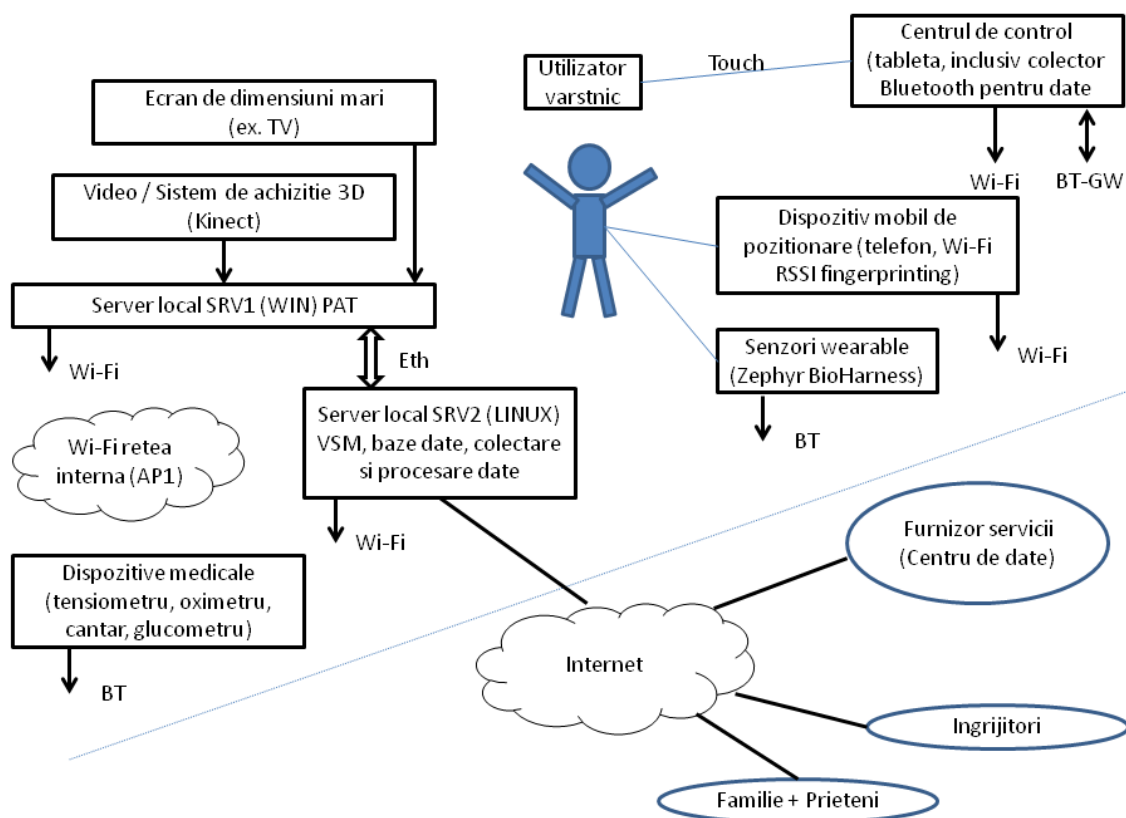 Centrul de control
(tableta, inclusiv colector
Bluetooth pentru date
Touch
Utilizator
varstnic
Ecran de dimensiuni mari
(ex. TV)
Wi-Fi
BT-GW
Video / Sistem de achizitie 3D
(Kinect)
Dispozitiv mobil de
pozitionare (telefon, Wi-Fi
RSSI fingerprinting)
Server local SRV1 (WIN) PAT
Wi-Fi
Eth
Wi-Fi
Senzori wearable
(Zephyr BioHarness)
BT
Server local SRV2 (LINUX)
VSM, baze date, colectare
si procesare date
Wi-Fi retea
interna (AP1)
Wi-Fi
Furnizor servicii
(Centru de date)
Dispozitive medicale
(tensiometru, oximetru,
cantar, glucometru)
BT
Internet
Ingrijitori
Familie + Prieteni